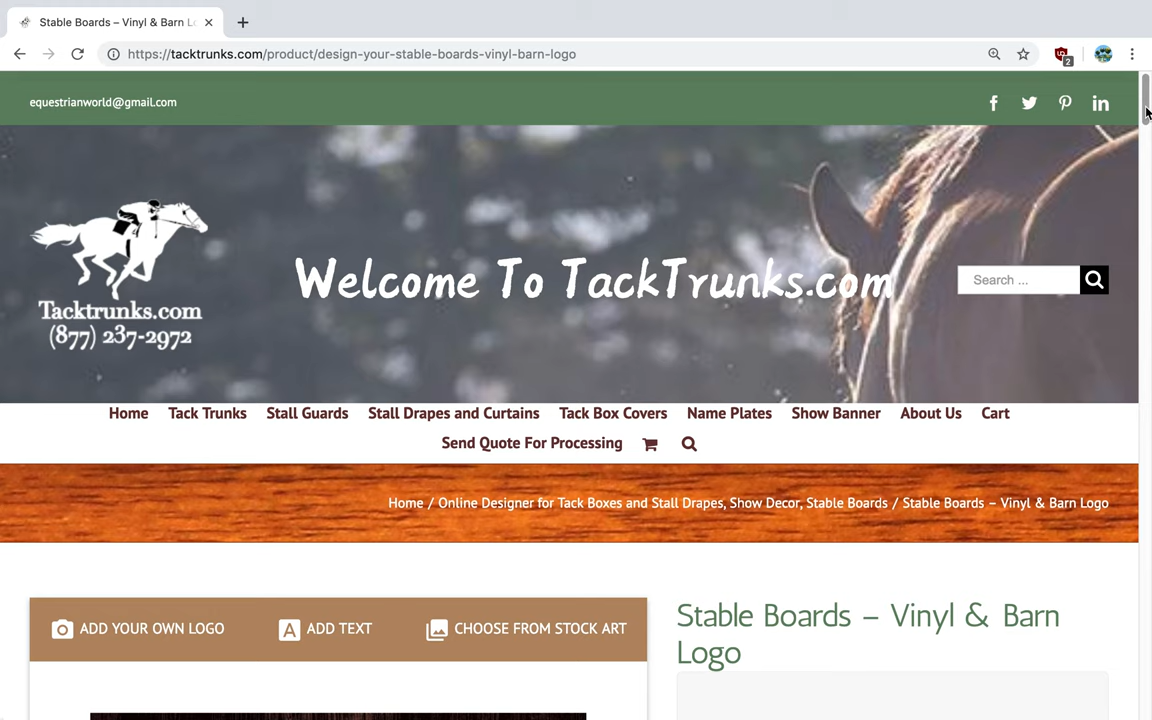 Stable Boards – Vinyl & Barn L
https://tacktrunks.com/product/design-your-stable-boards-vinyl-barn-logo
2
equestrianworld@gmail.com
Tacktrunks.com
(877) 237-2972
Welcome To TackTrunks.com
Search ...
Home Tack Trunks Stall Guards Stall Drapes and Curtains Tack Box Covers Name Plates Show Banner About Us Cart
Send Quote For Processing
Home / Online Designer for Tack Boxes and Stall Drapes, Show Decor, Stable Boards / Stable Boards – Vinyl & Barn Logo
ADD YOUR OWN LOGO ADD TEXT CHOOSE FROM STOCK ART
Stable Boards – Vinyl & Barn
Logo